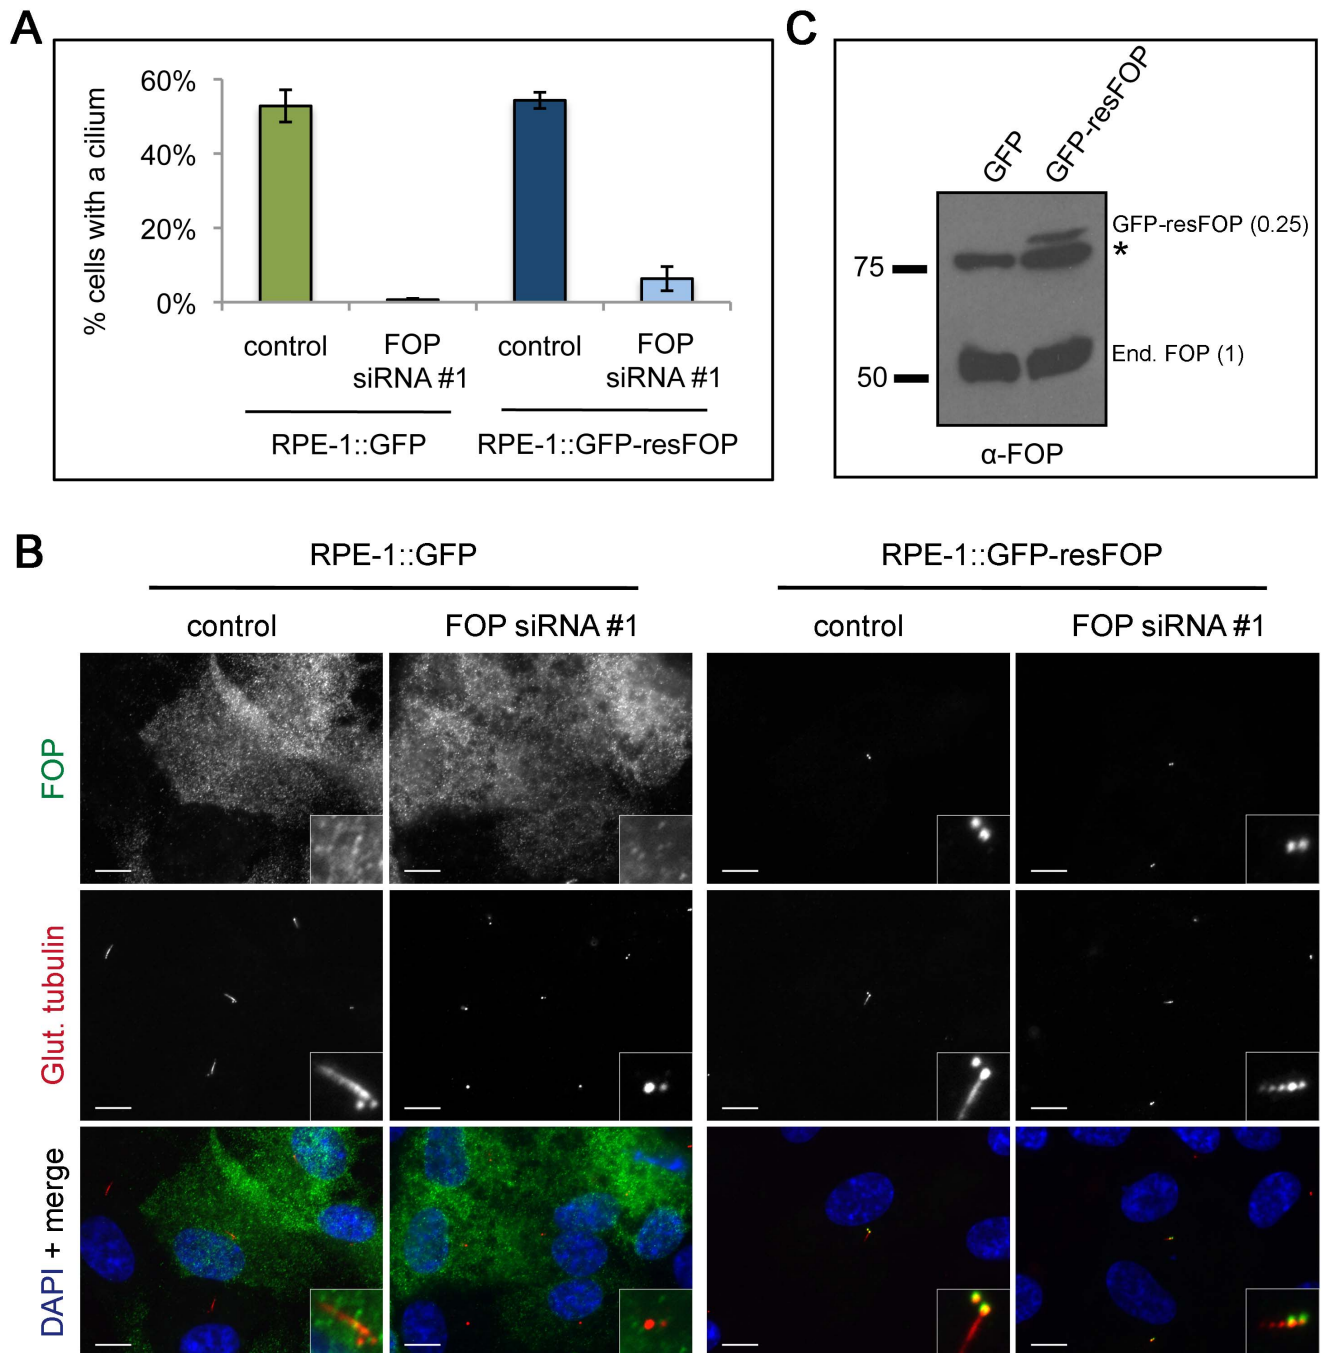 A
% cells with a cilium
60%
40%
20%
0%
control
FOP
siRNA #1
control
FOP
siRNA #1
RPE-1::GFP
RPE-1::GFP-resFOP
C
GFP
GFP-resFOP
GFP-resFOP (0.25)
*
75
End. FOP (1)
50
α-FOP
B
RPE-1::GFP
RPE-1::GFP-resFOP
control
FOP siRNA #1
control
FOP siRNA #1
FOP
Glut. tubulin
DAPI + merge